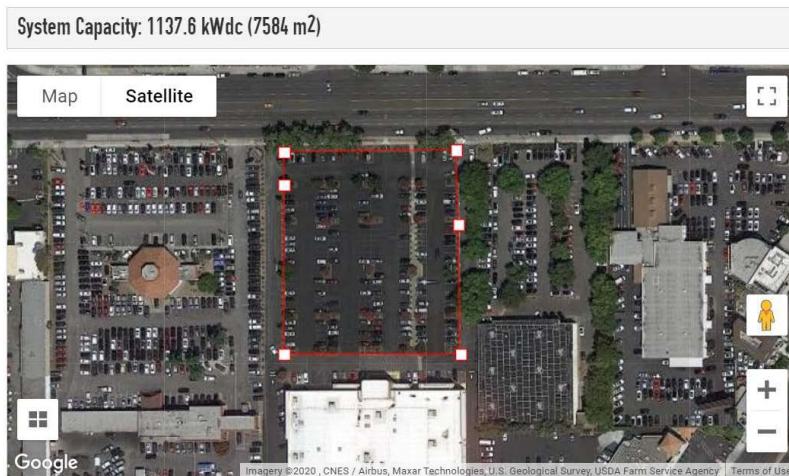 System Capacity: 1137.6 kWdc (7584 m2)
Map
Satellite
Google
Imagery ©2020 , CNES / Airbus, Maxar Technologies, U.S. Geological Survey, USDA Farm Service Agency
Terms of Use